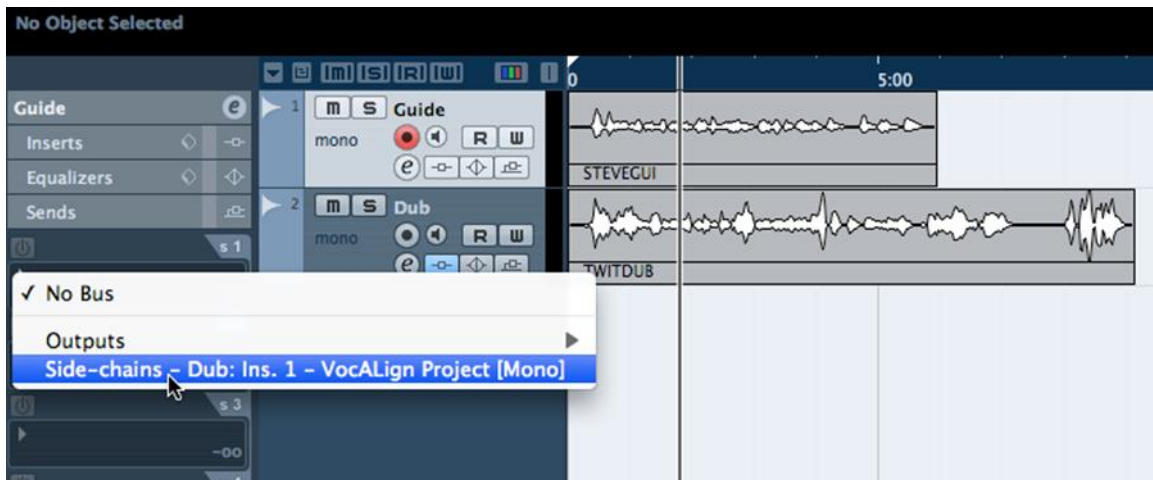 No Object Selected
m S R W
0 5:00
Guide e
1 m S Guide
Inserts
mono R W
Equalizers
e
STEVEGUI
Sends
2 m S Dub
s 1
mono R W
e
TWITDUB
✓ No Bus
Outputs
Side-chains – Dub: Ins. 1 – VocALign Project [Mono]
s 3
-oo